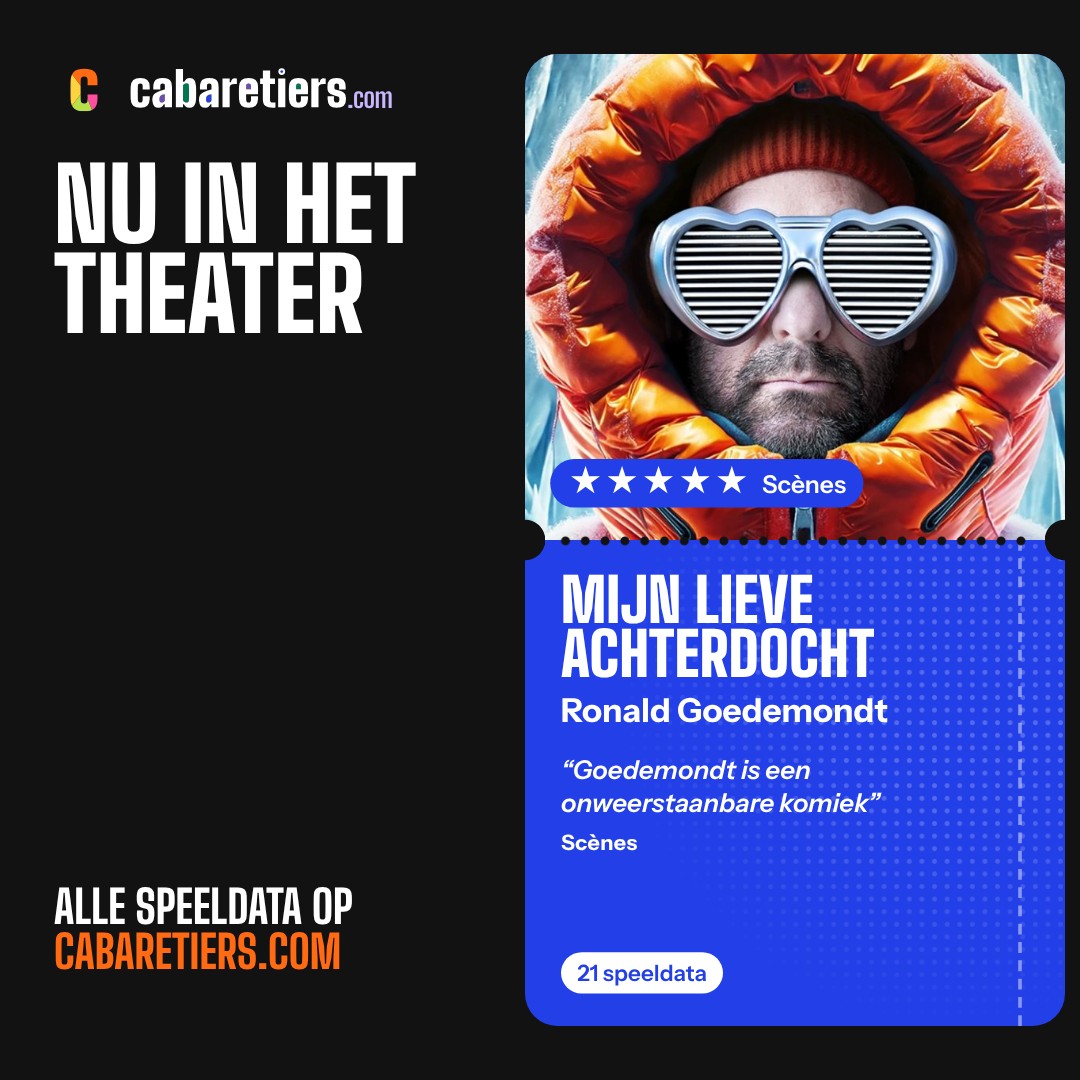 C cabaretiers.com
NU IN HET
THEATER
★★★★★ Scènes
MIJN LIEVE
ACHTERDOCHT
Ronald Goedemondt
“Goedemondt is een
onweerstaanbare komiek”
Scènes
21 speeldata
ALLE SPEELDATA OP
CABARETIERS.COM